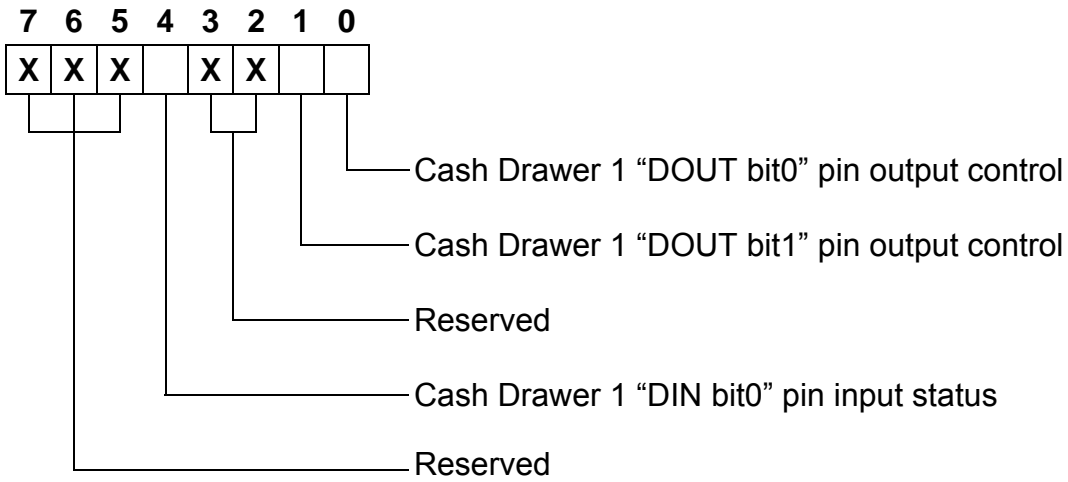 7 6 5 4 3 2 1 0
X X X X X
Cash Drawer 1 “DOUT bit0” pin output control
Cash Drawer 1 “DOUT bit1” pin output control
Reserved
Cash Drawer 1 “DIN bit0” pin input status
Reserved